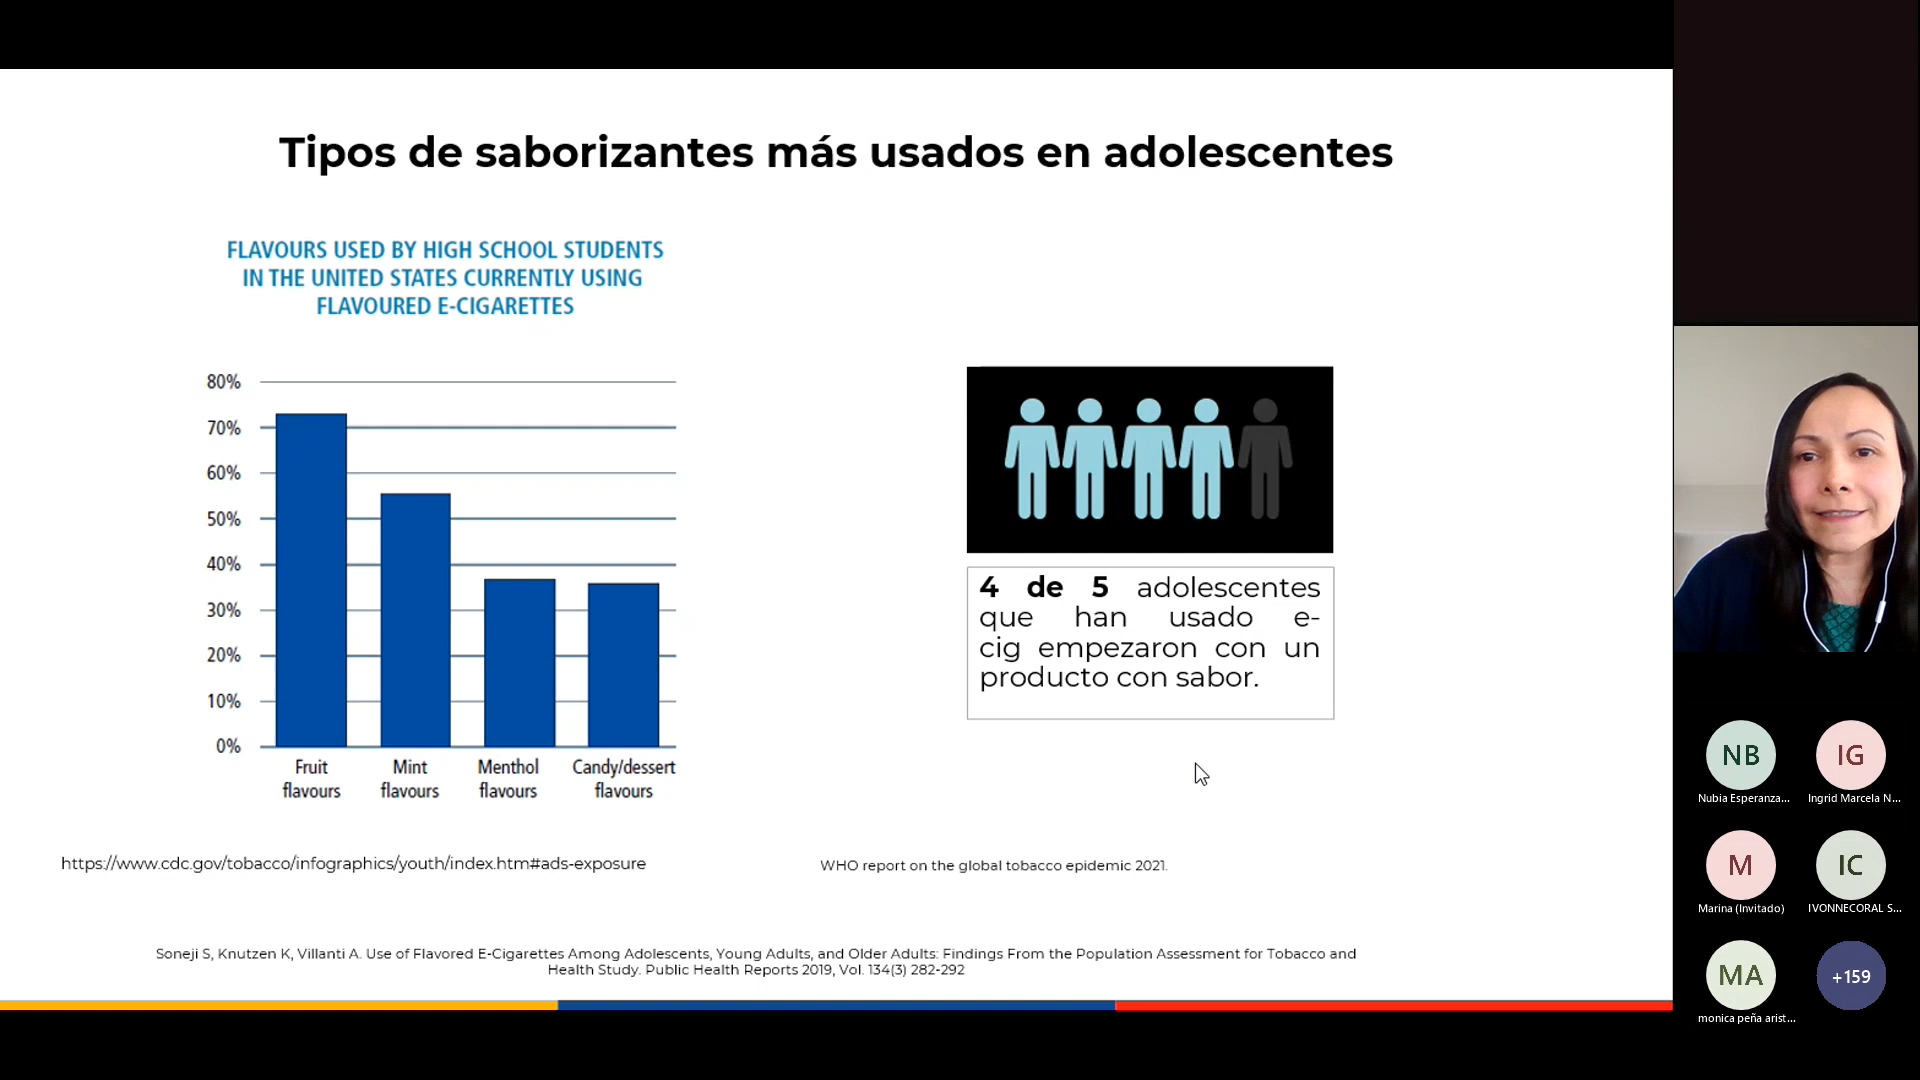 Tipos de saborizantes más usados en adolescentes
FLAVOURS USED BY HIGH SCHOOL STUDENTS
IN THE UNITED STATES CURRENTLY USING
FLAVOURED E-CIGARETTES
80%
70%
60%
50%
40%
30%
20%
10%
0%
Fruit flavours
Mint flavours
Menthol flavours
Candy/dessert flavours
4 de 5 adolescentes
que han usado e-
cig empezaron con un
producto con sabor.
https://www.cdc.gov/tobacco/infographics/youth/index.htm#ads-exposure
WHO report on the global tobacco epidemic 2021.
Soneji S, Knutzen K, Villanti A. Use of Flavored E-Cigarettes Among Adolescents, Young Adults, and Older Adults: Findings From the Population Assessment for Tobacco and
Health Study. Public Health Reports 2019, Vol. 134(3) 282-292
NB
Nubia Esperanza...
IG
Ingrid Marcela N...
M
Marina (Invitado)
IC
IVONNECORAL S...
MA
monica peña arist...
+159